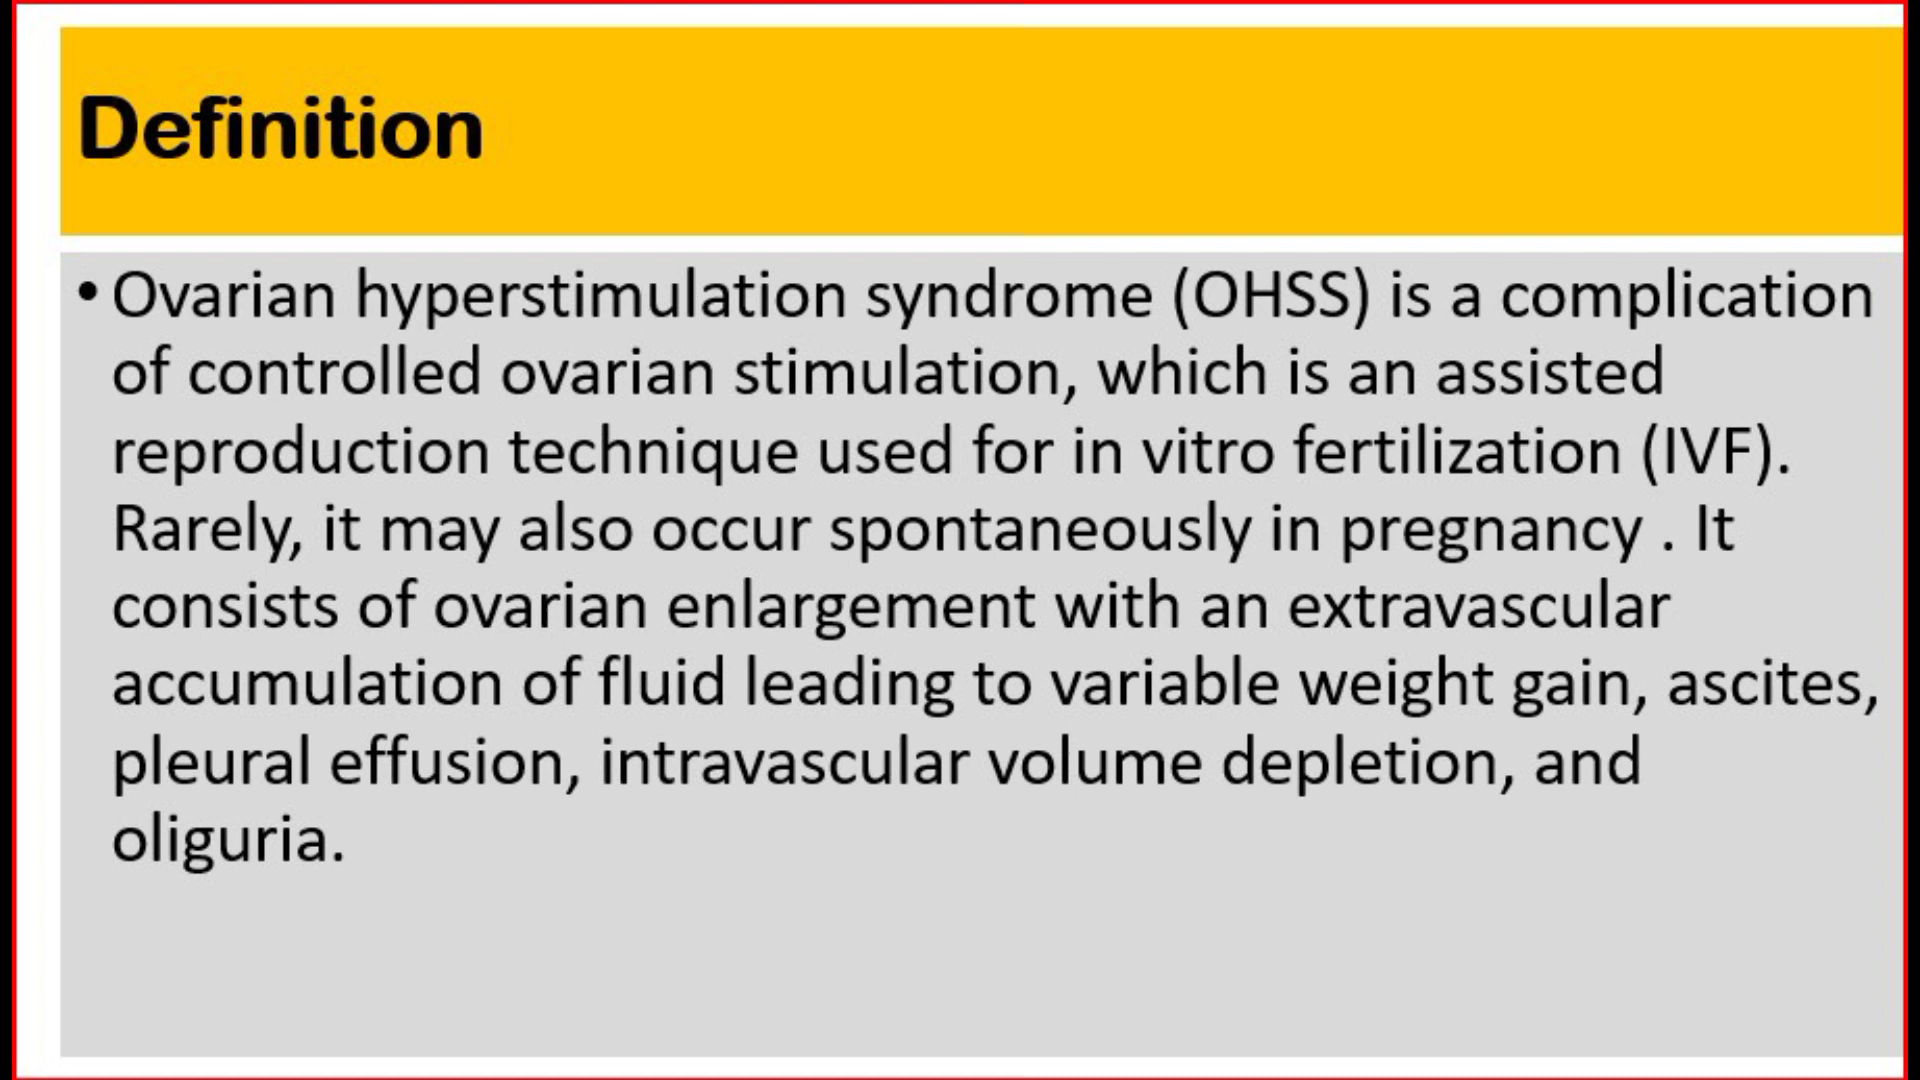 Definition
• Ovarian hyperstimulation syndrome (OHSS) is a complication
of controlled ovarian stimulation, which is an assisted
reproduction technique used for in vitro fertilization (IVF).
Rarely, it may also occur spontaneously in pregnancy . It
consists of ovarian enlargement with an extravascular
accumulation of fluid leading to variable weight gain, ascites,
pleural effusion, intravascular volume depletion, and
oliguria.